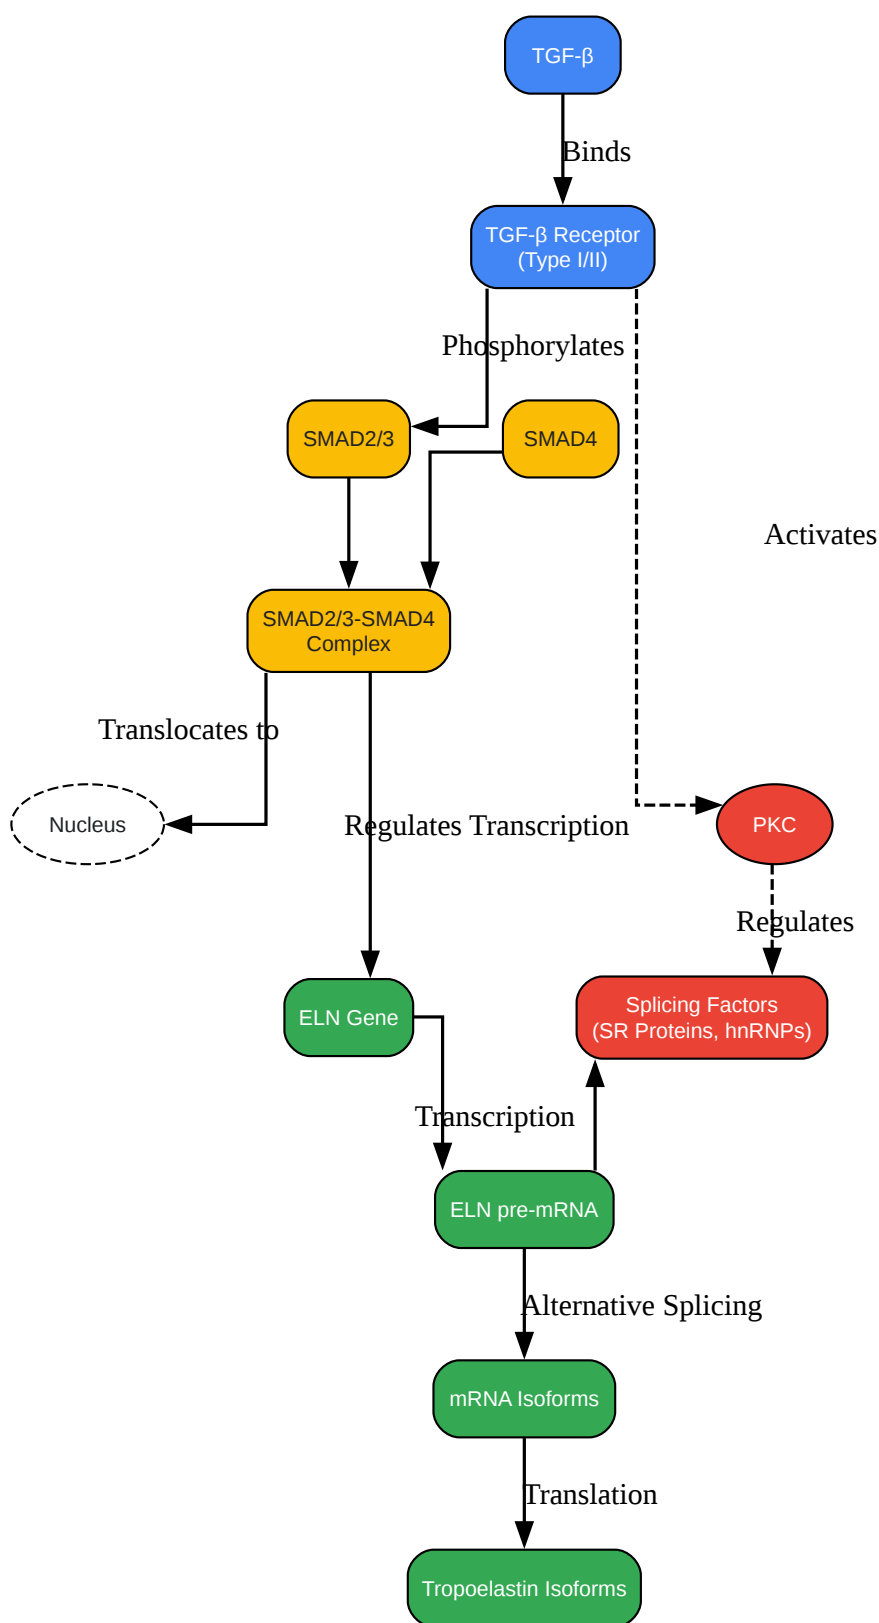 TGF-β
Binds
TGF-β Receptor
(Type I/II)
Phosphorylates
SMAD2/3
SMAD4
Activates
SMAD2/3-SMAD4
Complex
Translocates to
Nucleus
Regulates Transcription
PKC
Regulates
ELN Gene
Splicing Factors
(SR Proteins, hnRNPs)
Transcription
ELN pre-mRNA
Alternative Splicing
mRNA Isoforms
Translation
Tropoelastin Isoforms